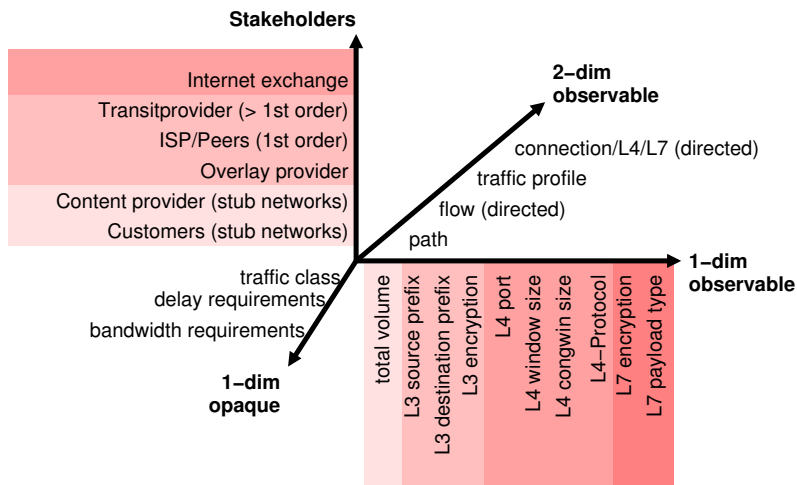 Stakeholders
Internet exchange
Transitprovider (> 1st order)
ISP/Peers (1st order)
Overlay provider
Content provider (stub networks)
Customers (stub networks)
2−dim
observable
connection/L4/L7 (directed)
traffic profile
flow (directed)
path
1−dim
observable
traffic class
delay requirements
bandwidth requirements
1−dim
opaque
total volume
L3 source prefix
L3 destination prefix
L3 encryption
L4 port
L4 window size
L4 congwin size
L4−Protocol
L7 encryption
L7 payload type